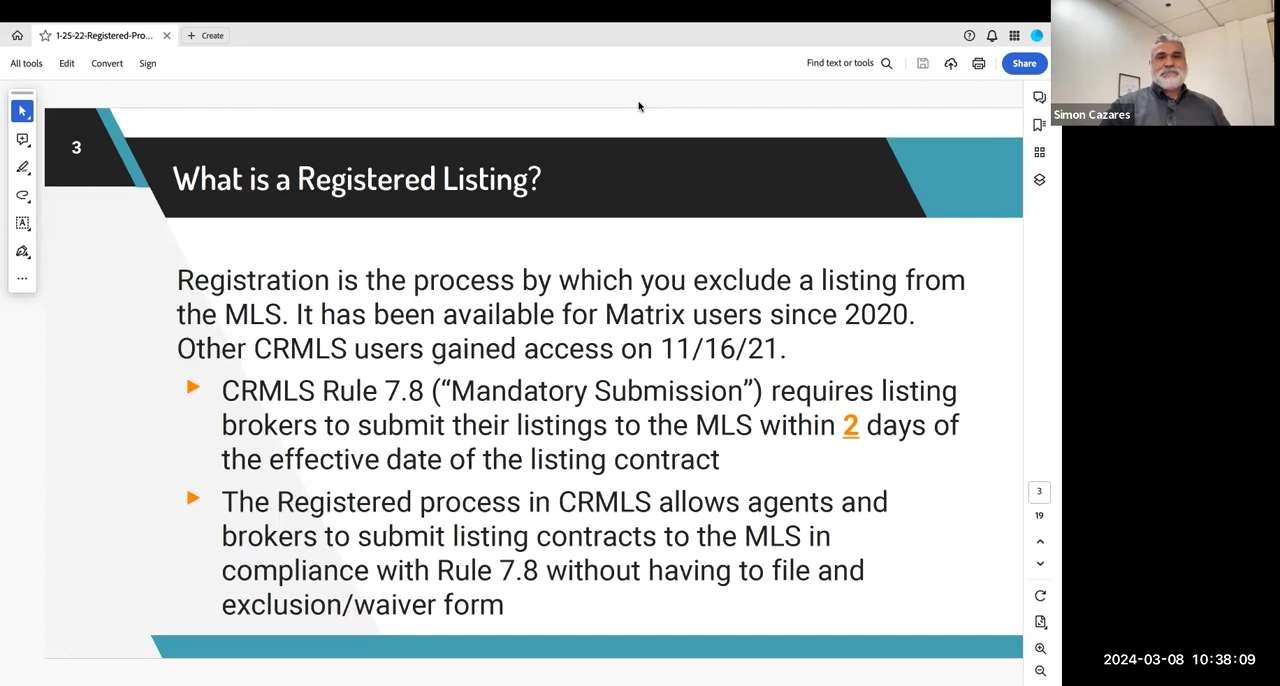 1-25-22-Registered-Pro...
Create
All tools
Edit
Convert
Sign
Find text or tools
Share
Simon Cazares
3
What is a Registered Listing?
Registration is the process by which you exclude a listing from
the MLS. It has been available for Matrix users since 2020.
Other CRMLS users gained access on 11/16/21.
CRMLS Rule 7.8 (“Mandatory Submission”) requires listing
brokers to submit their listings to the MLS within 2 days of
the effective date of the listing contract
The Registered process in CRMLS allows agents and
brokers to submit listing contracts to the MLS in
compliance with Rule 7.8 without having to file and
exclusion/waiver form
3
19
2024-03-08 10:38:09